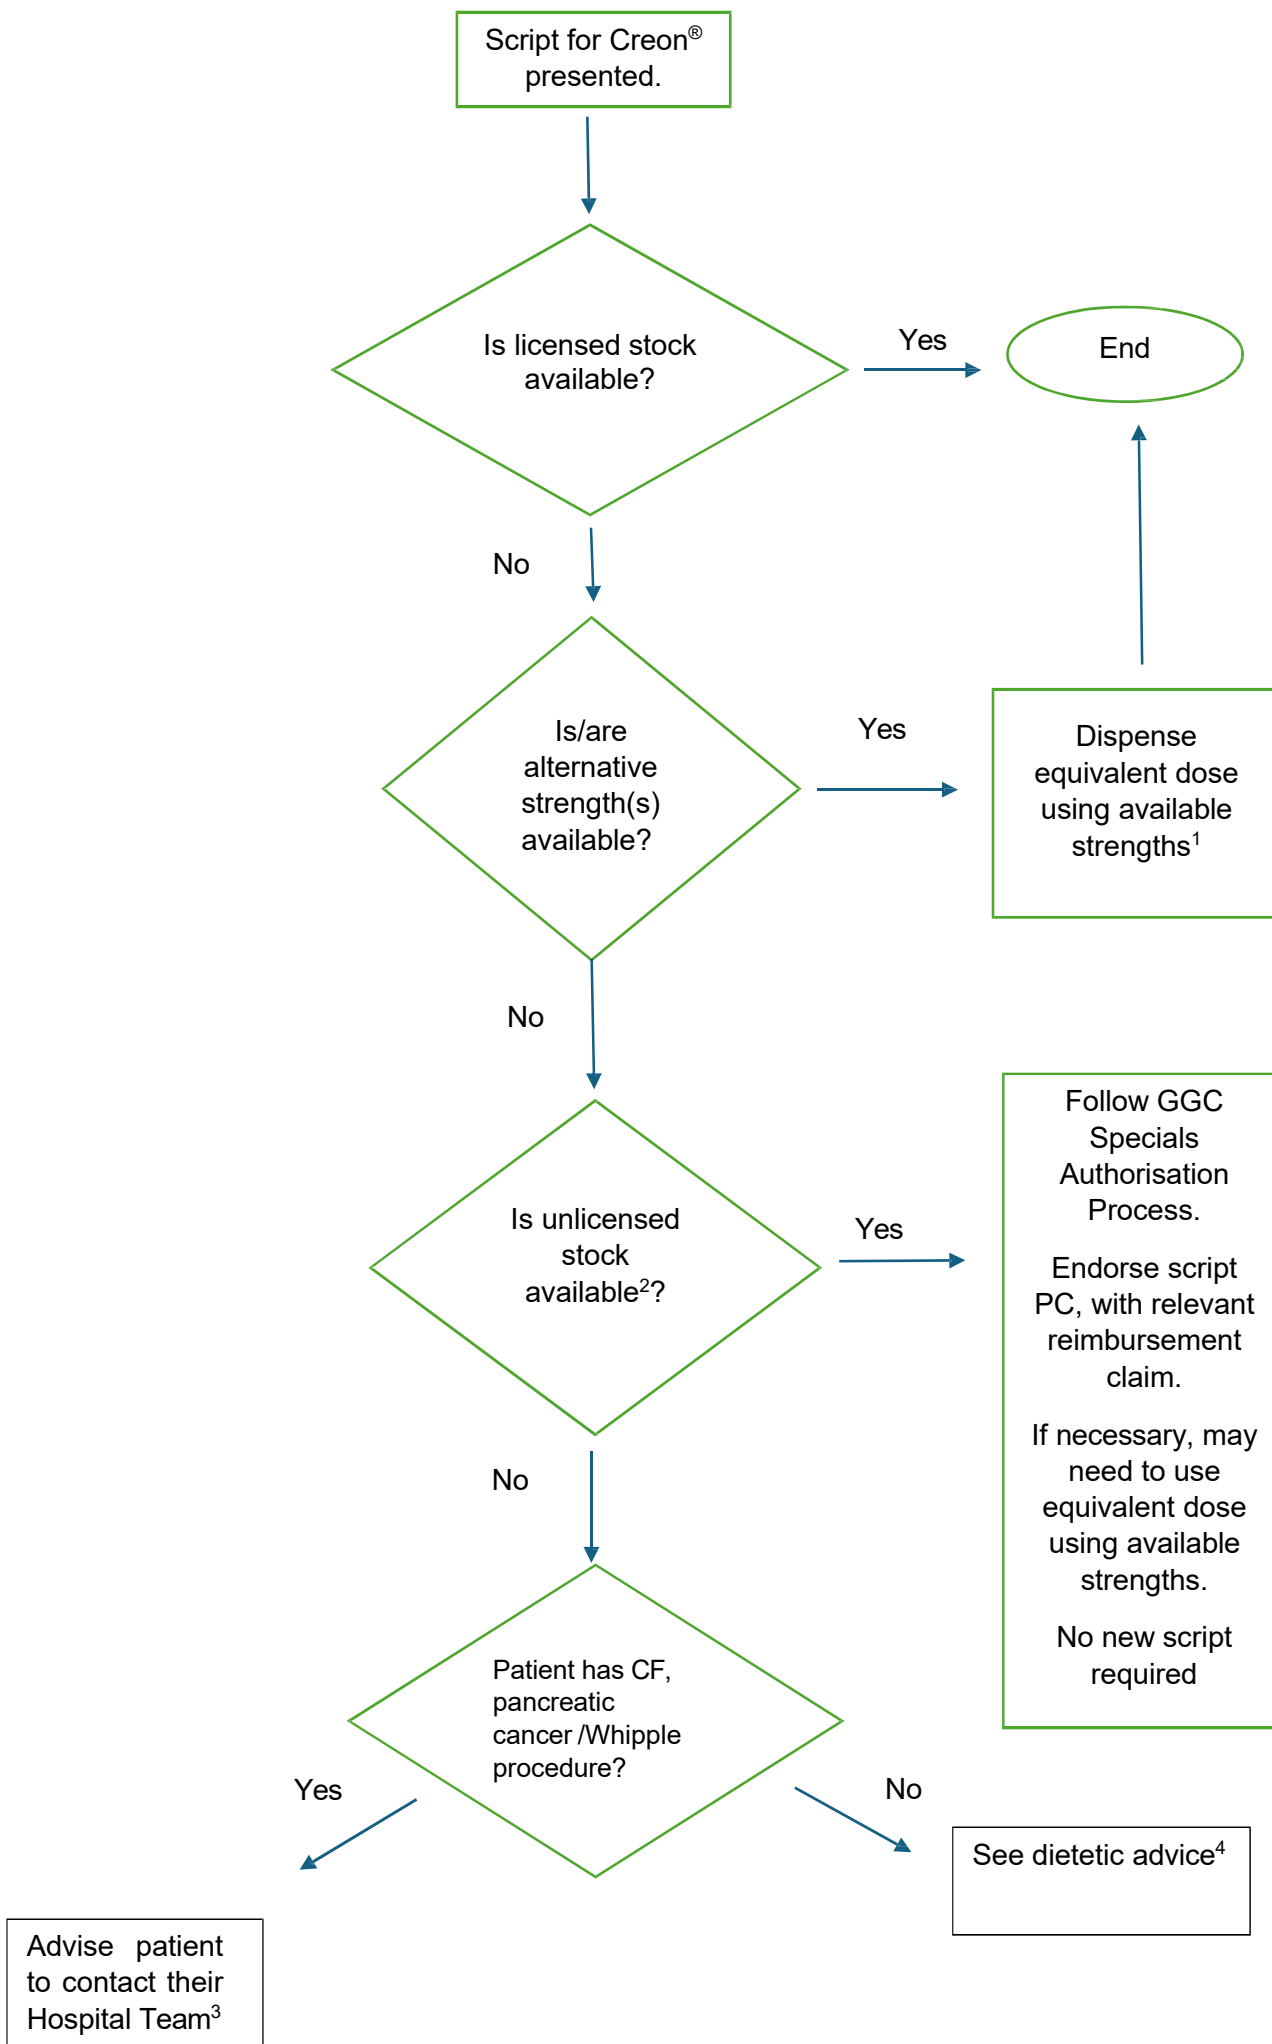 Script for Creon®
presented.
Is licensed stock
available?
Yes
End
No
Is/are
alternative
strength(s)
available?
Yes
Dispense
equivalent dose
using available
strengths¹
No
Is unlicensed
stock
available²?
Yes
Follow GGC
Specials
Authorisation
Process.
Endorse script
PC, with relevant
reimbursement
claim.
If necessary, may
need to use
equivalent dose
using available
strengths.
No new script
required
No
Patient has CF,
pancreatic
cancer /Whipple
procedure?
Yes
No
See dietetic advice⁴
Advise patient
to contact their
Hospital Team³